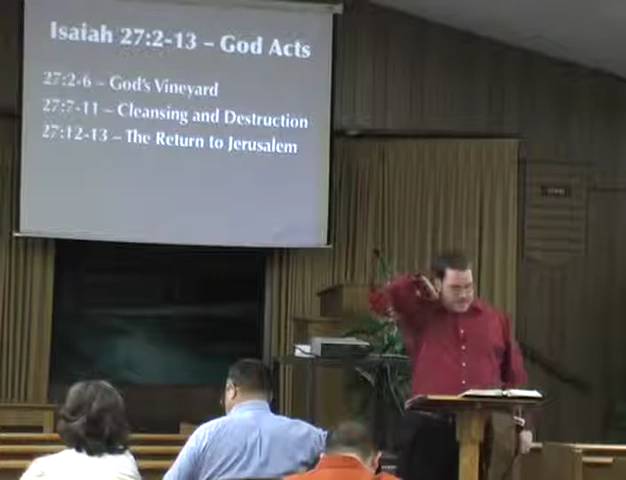 Isaiah 27:2-13 – God Acts
27:2-6 – God's Vineyard
27:7-11 – Cleansing and Destruction
27:12-13 – The Return to Jerusalem